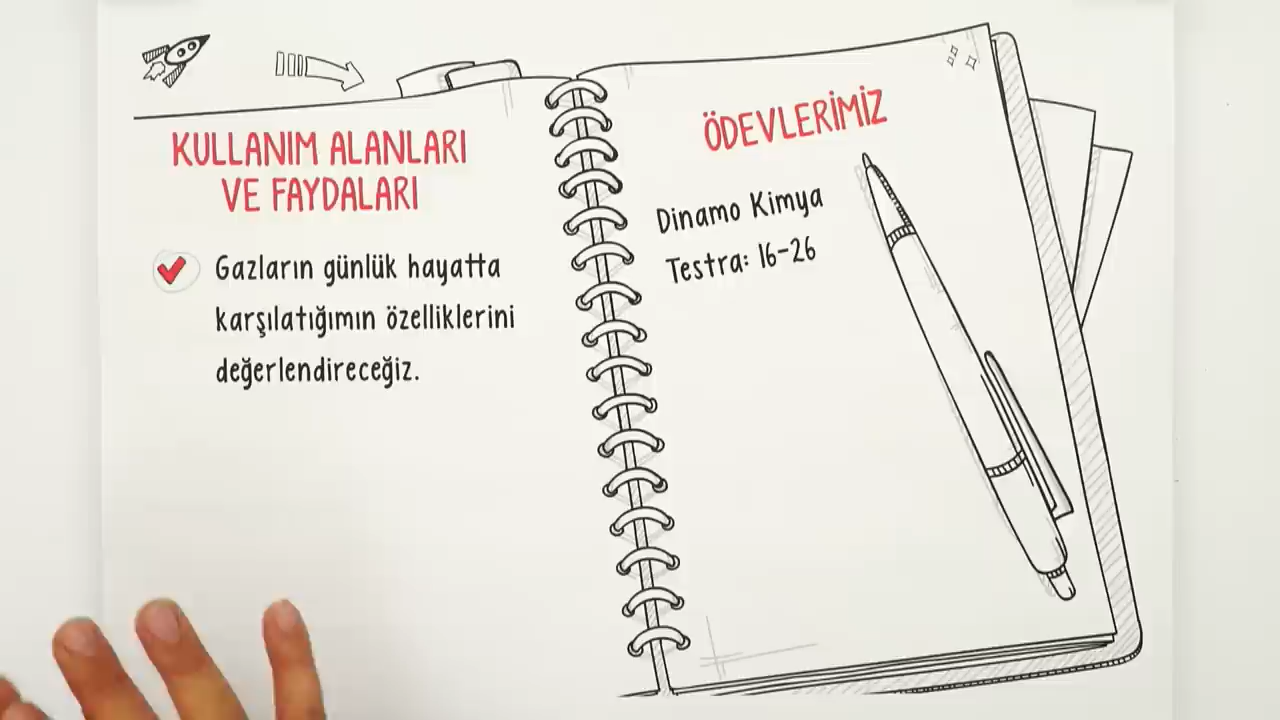 KULLANIM ALANLARI
VE FAYDALARI
Gazların günlük hayatta
karşılatığımın özelliklerini
değerlendireceğiz.
ÖDEVLERİMİZ
Dinamo Kimya
Testra: 16-26